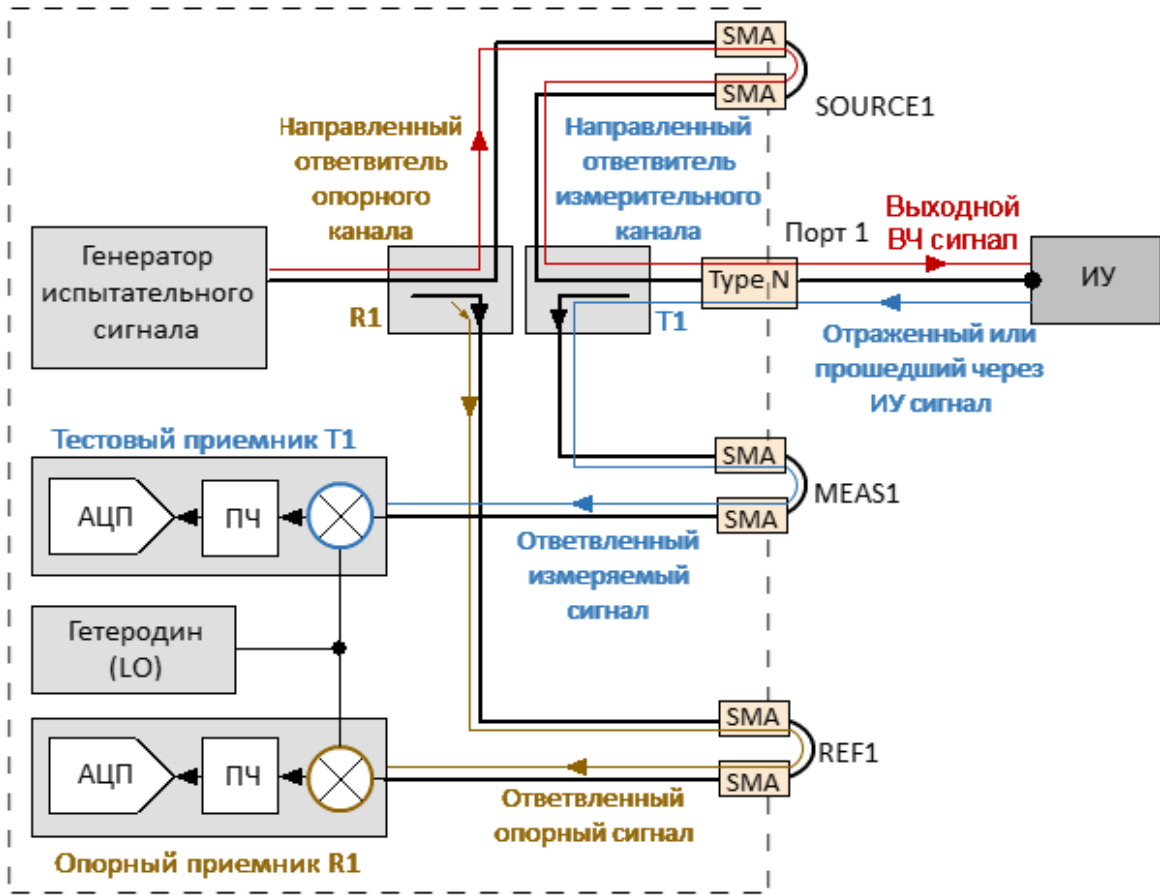 SMA
SMA
SOURCE1
Направленный
ответвитель
опорного
канала
Направленный
ответвитель
измерительного
канала
Порт 1
Выходной
ВЧ сигнал
Генератор
испытательного
сигнала
R1
T1
Type N
ИУ
Отраженный или
прошедший через
ИУ сигнал
Тестовый приемник T1
АЦП
ПЧ
SMA
SMA
MEAS1
Ответвленный
измеряемый
сигнал
Гетеродин
(LO)
АЦП
ПЧ
SMA
SMA
REF1
Ответвленный
опорный сигнал
Опорный приемник R1